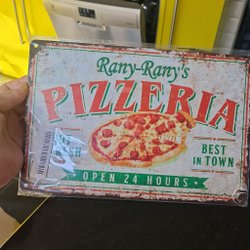 Rany-Rany's
PIZZERIA
BEST
IN TOWN
OPEN 24 HOURS